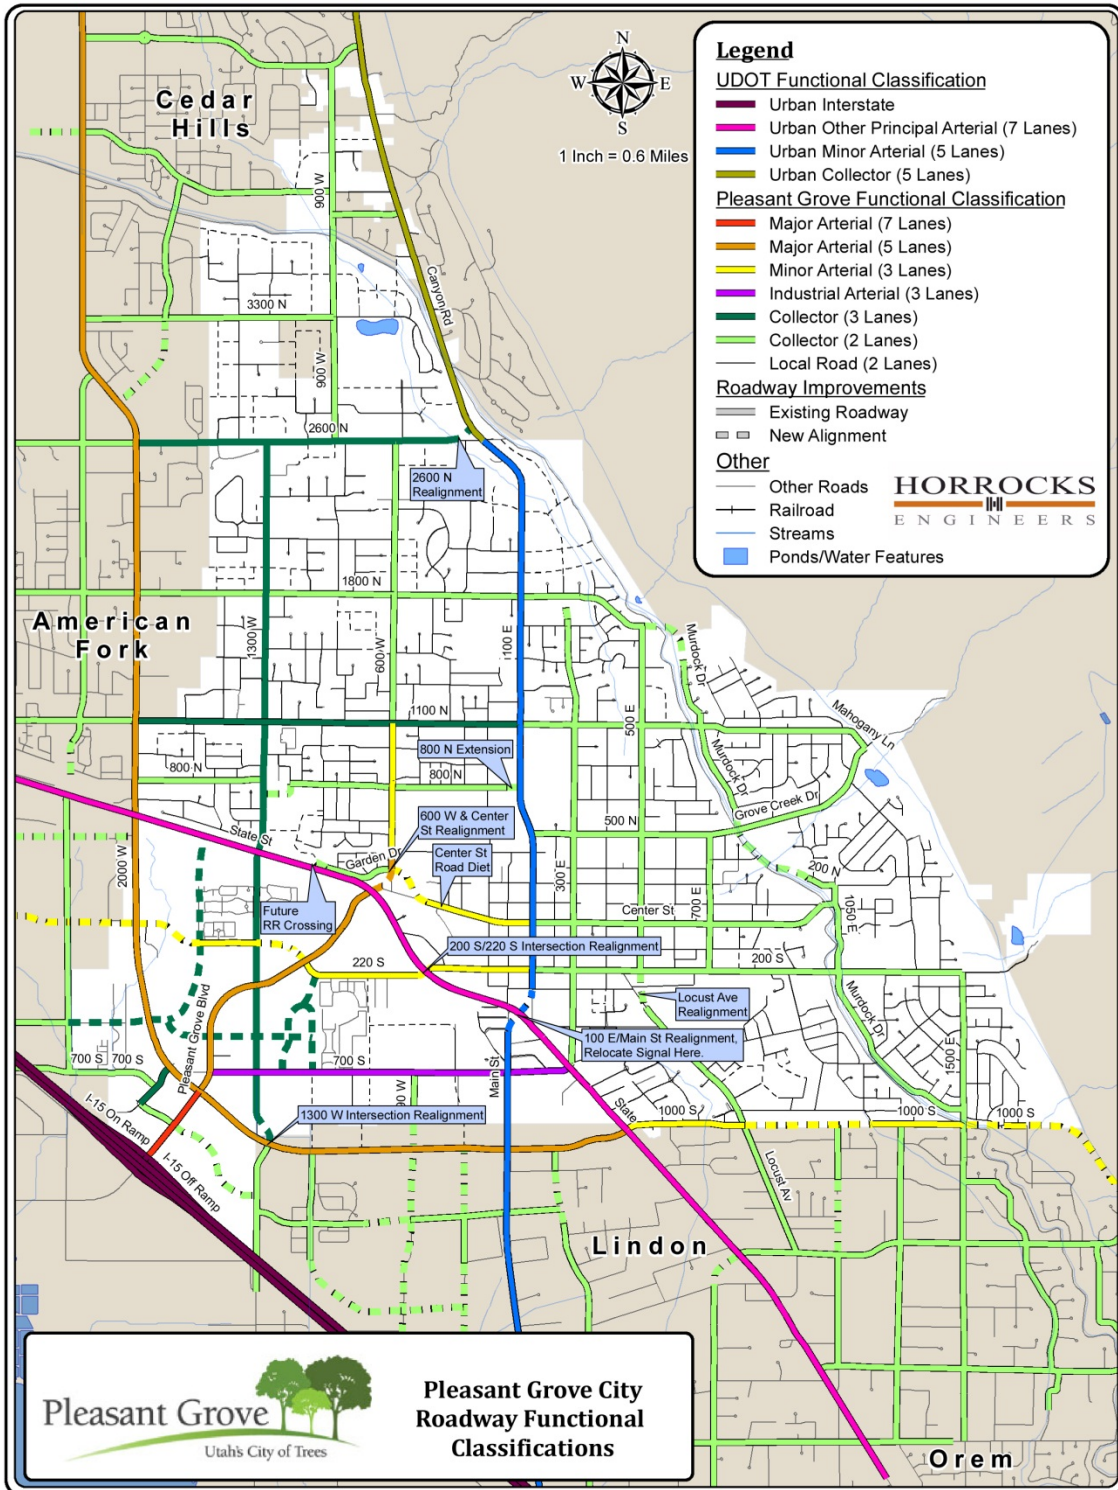 Cedar
Hills
N
W E
S
1 Inch = 0.6 Miles
Legend
UDOT Functional Classification
Urban Interstate
Urban Other Principal Arterial (7 Lanes)
Urban Minor Arterial (5 Lanes)
Urban Collector (5 Lanes)
Pleasant Grove Functional Classification
Major Arterial (7 Lanes)
Major Arterial (5 Lanes)
Minor Arterial (3 Lanes)
Industrial Arterial (3 Lanes)
Collector (3 Lanes)
Collector (2 Lanes)
Local Road (2 Lanes)
Roadway Improvements
Existing Roadway
New Alignment
Other
Other Roads
Railroad
Streams
Ponds/Water Features
HORROCKS
ENGINEERS
900 W
Canyon Rd
3300 N
900 W
2600 N
2600 N
Realignment
1800 N
American
Fork
1300 W
600 W
100 E
Murdock Dr
500 E
1100 N
Mahogany Ln
800 N Extension
Murdock Dr
800 N
800 N
Grove Creek Dr
600 W & Center
St Realignment
500 N
State St
Garden Dr
Center St
Road Diet
2000 W
300 E
200 N
700 E
Center St
1050 E
Future
RR Crossing
200 S/220 S Intersection Realignment
220 S
200 S
Pleasant Grove Blvd
Locust Ave
Realignment
Murdock Dr
100 E/Main St Realignment,
Relocate Signal Here.
1500 E
700 S
700 S
700 S
Main St
90 W
State
1300 W Intersection Realignment
1000 S
1000 S
1000 S
I-15 On Ramp
I-15 Off Ramp
Locust Av
Lindon
Pleasant Grove
Utah's City of Trees
Pleasant Grove City
Roadway Functional
Classifications
Orem